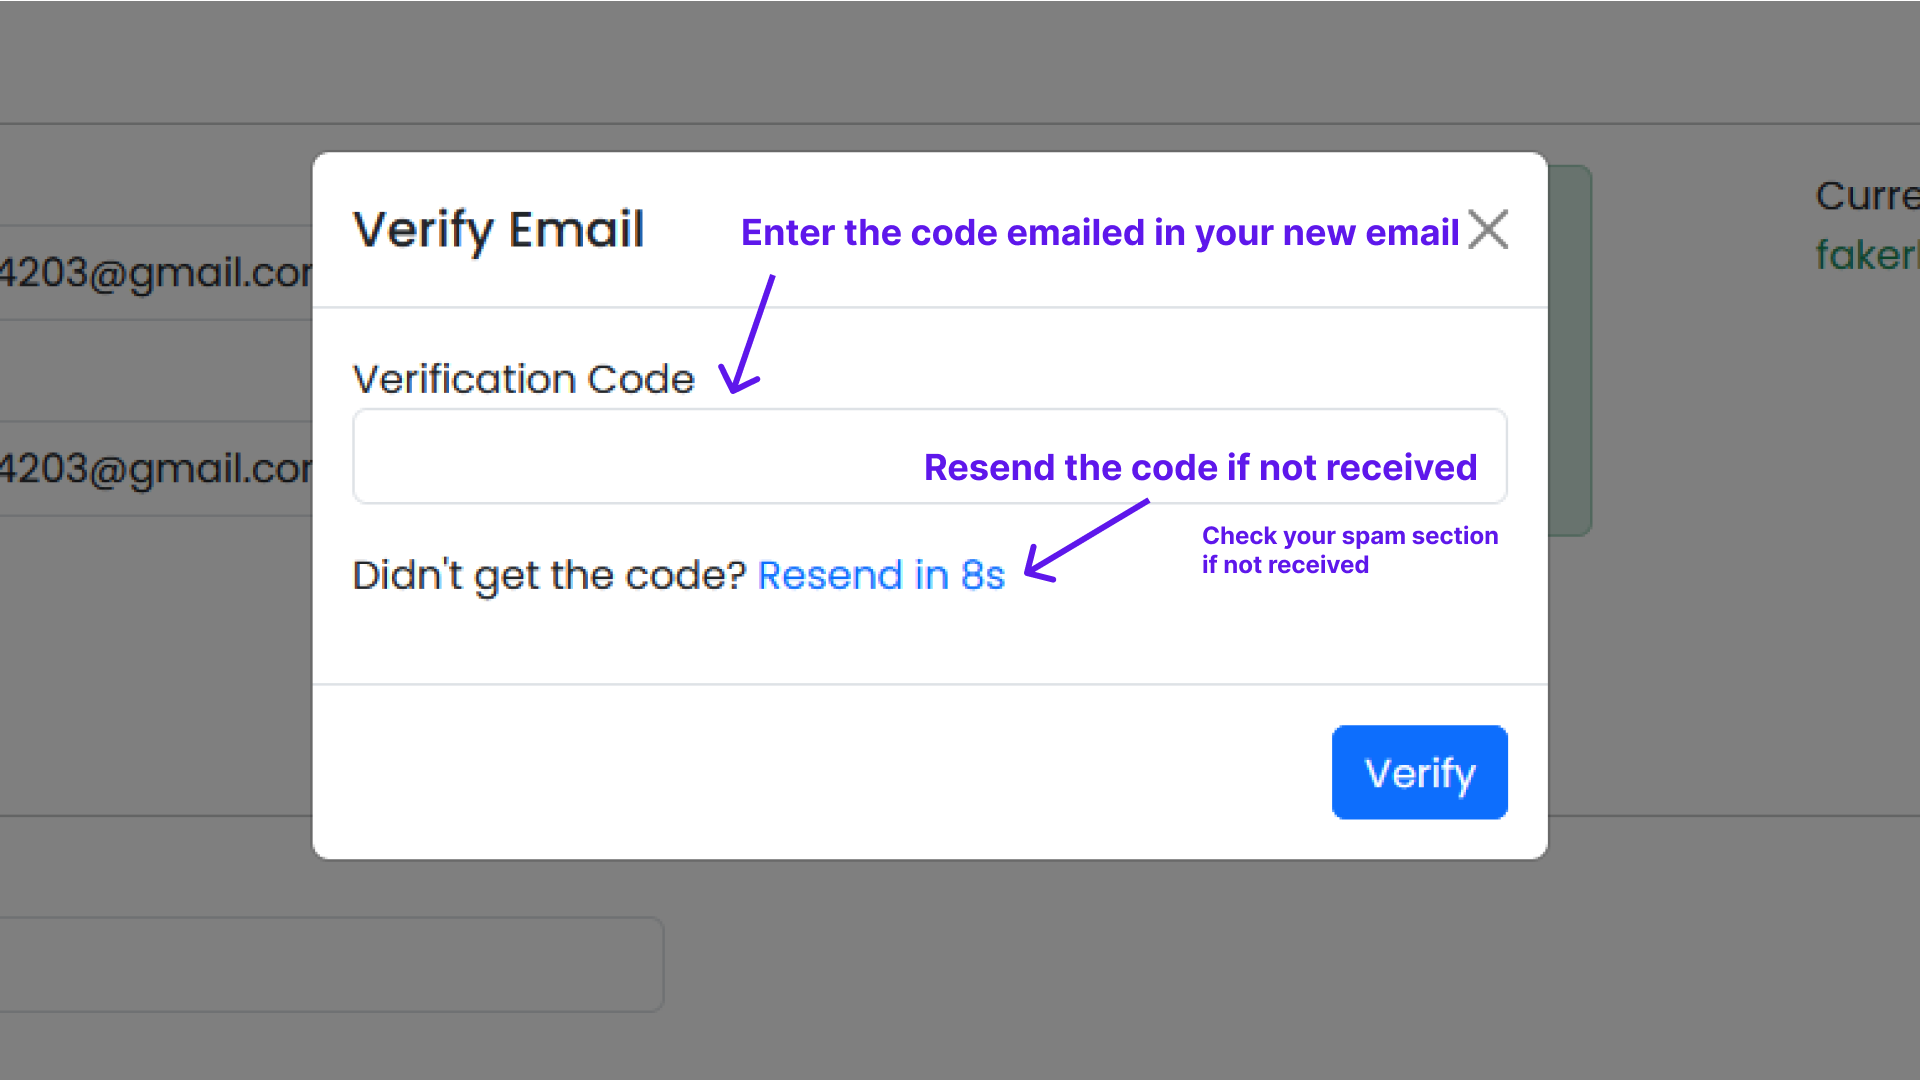 Verify Email
Enter the code emailed in your new email
Curre
4203@gmail.cor
faker
Verification Code
4203@gmail.cor
Resend the code if not received
Check your spam section
if not received
Didn't get the code? Resend in 8s
Verify